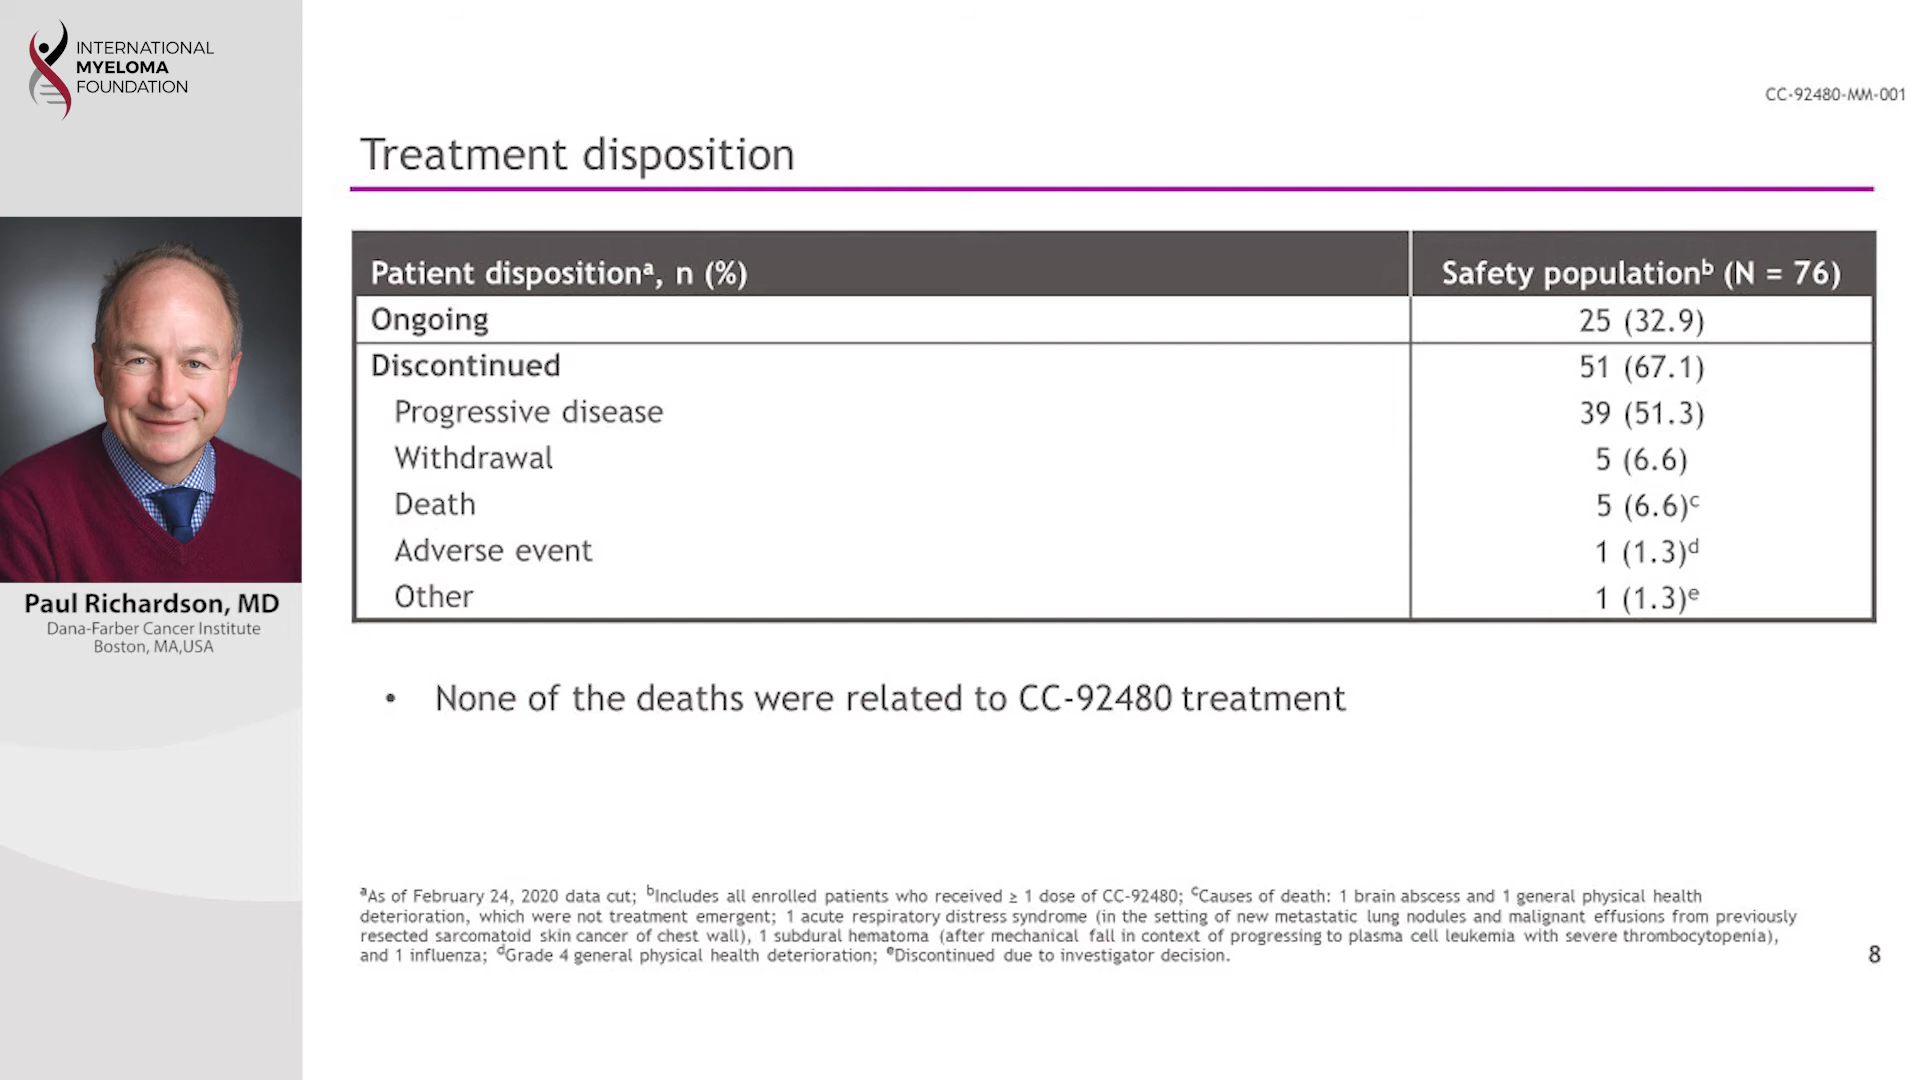 INTERNATIONAL
MYELOMA
FOUNDATION
CC-92480-MM-001
Treatment disposition
Patient dispositionᵃ, n (%) Safety populationᵇ (N = 76)
Ongoing 25 (32.9)
Discontinued 51 (67.1)
Progressive disease 39 (51.3)
Withdrawal 5 (6.6)
Death 5 (6.6)ᶜ
Adverse event 1 (1.3)ᵈ
Other 1 (1.3)ᵉ
Paul Richardson, MD
Dana-Farber Cancer Institute
Boston, MA,USA
• None of the deaths were related to CC-92480 treatment
ᵃAs of February 24, 2020 data cut; ᵇIncludes all enrolled patients who received ≥ 1 dose of CC-92480; ᶜCauses of death: 1 brain abscess and 1 general physical health
deterioration, which were not treatment emergent; 1 acute respiratory distress syndrome (in the setting of new metastatic lung nodules and malignant effusions from previously
resected sarcomatoid skin cancer of chest wall), 1 subdural hematoma (after mechanical fall in context of progressing to plasma cell leukemia with severe thrombocytopenia),
and 1 influenza; ᵈGrade 4 general physical health deterioration; ᵉDiscontinued due to investigator decision.
8